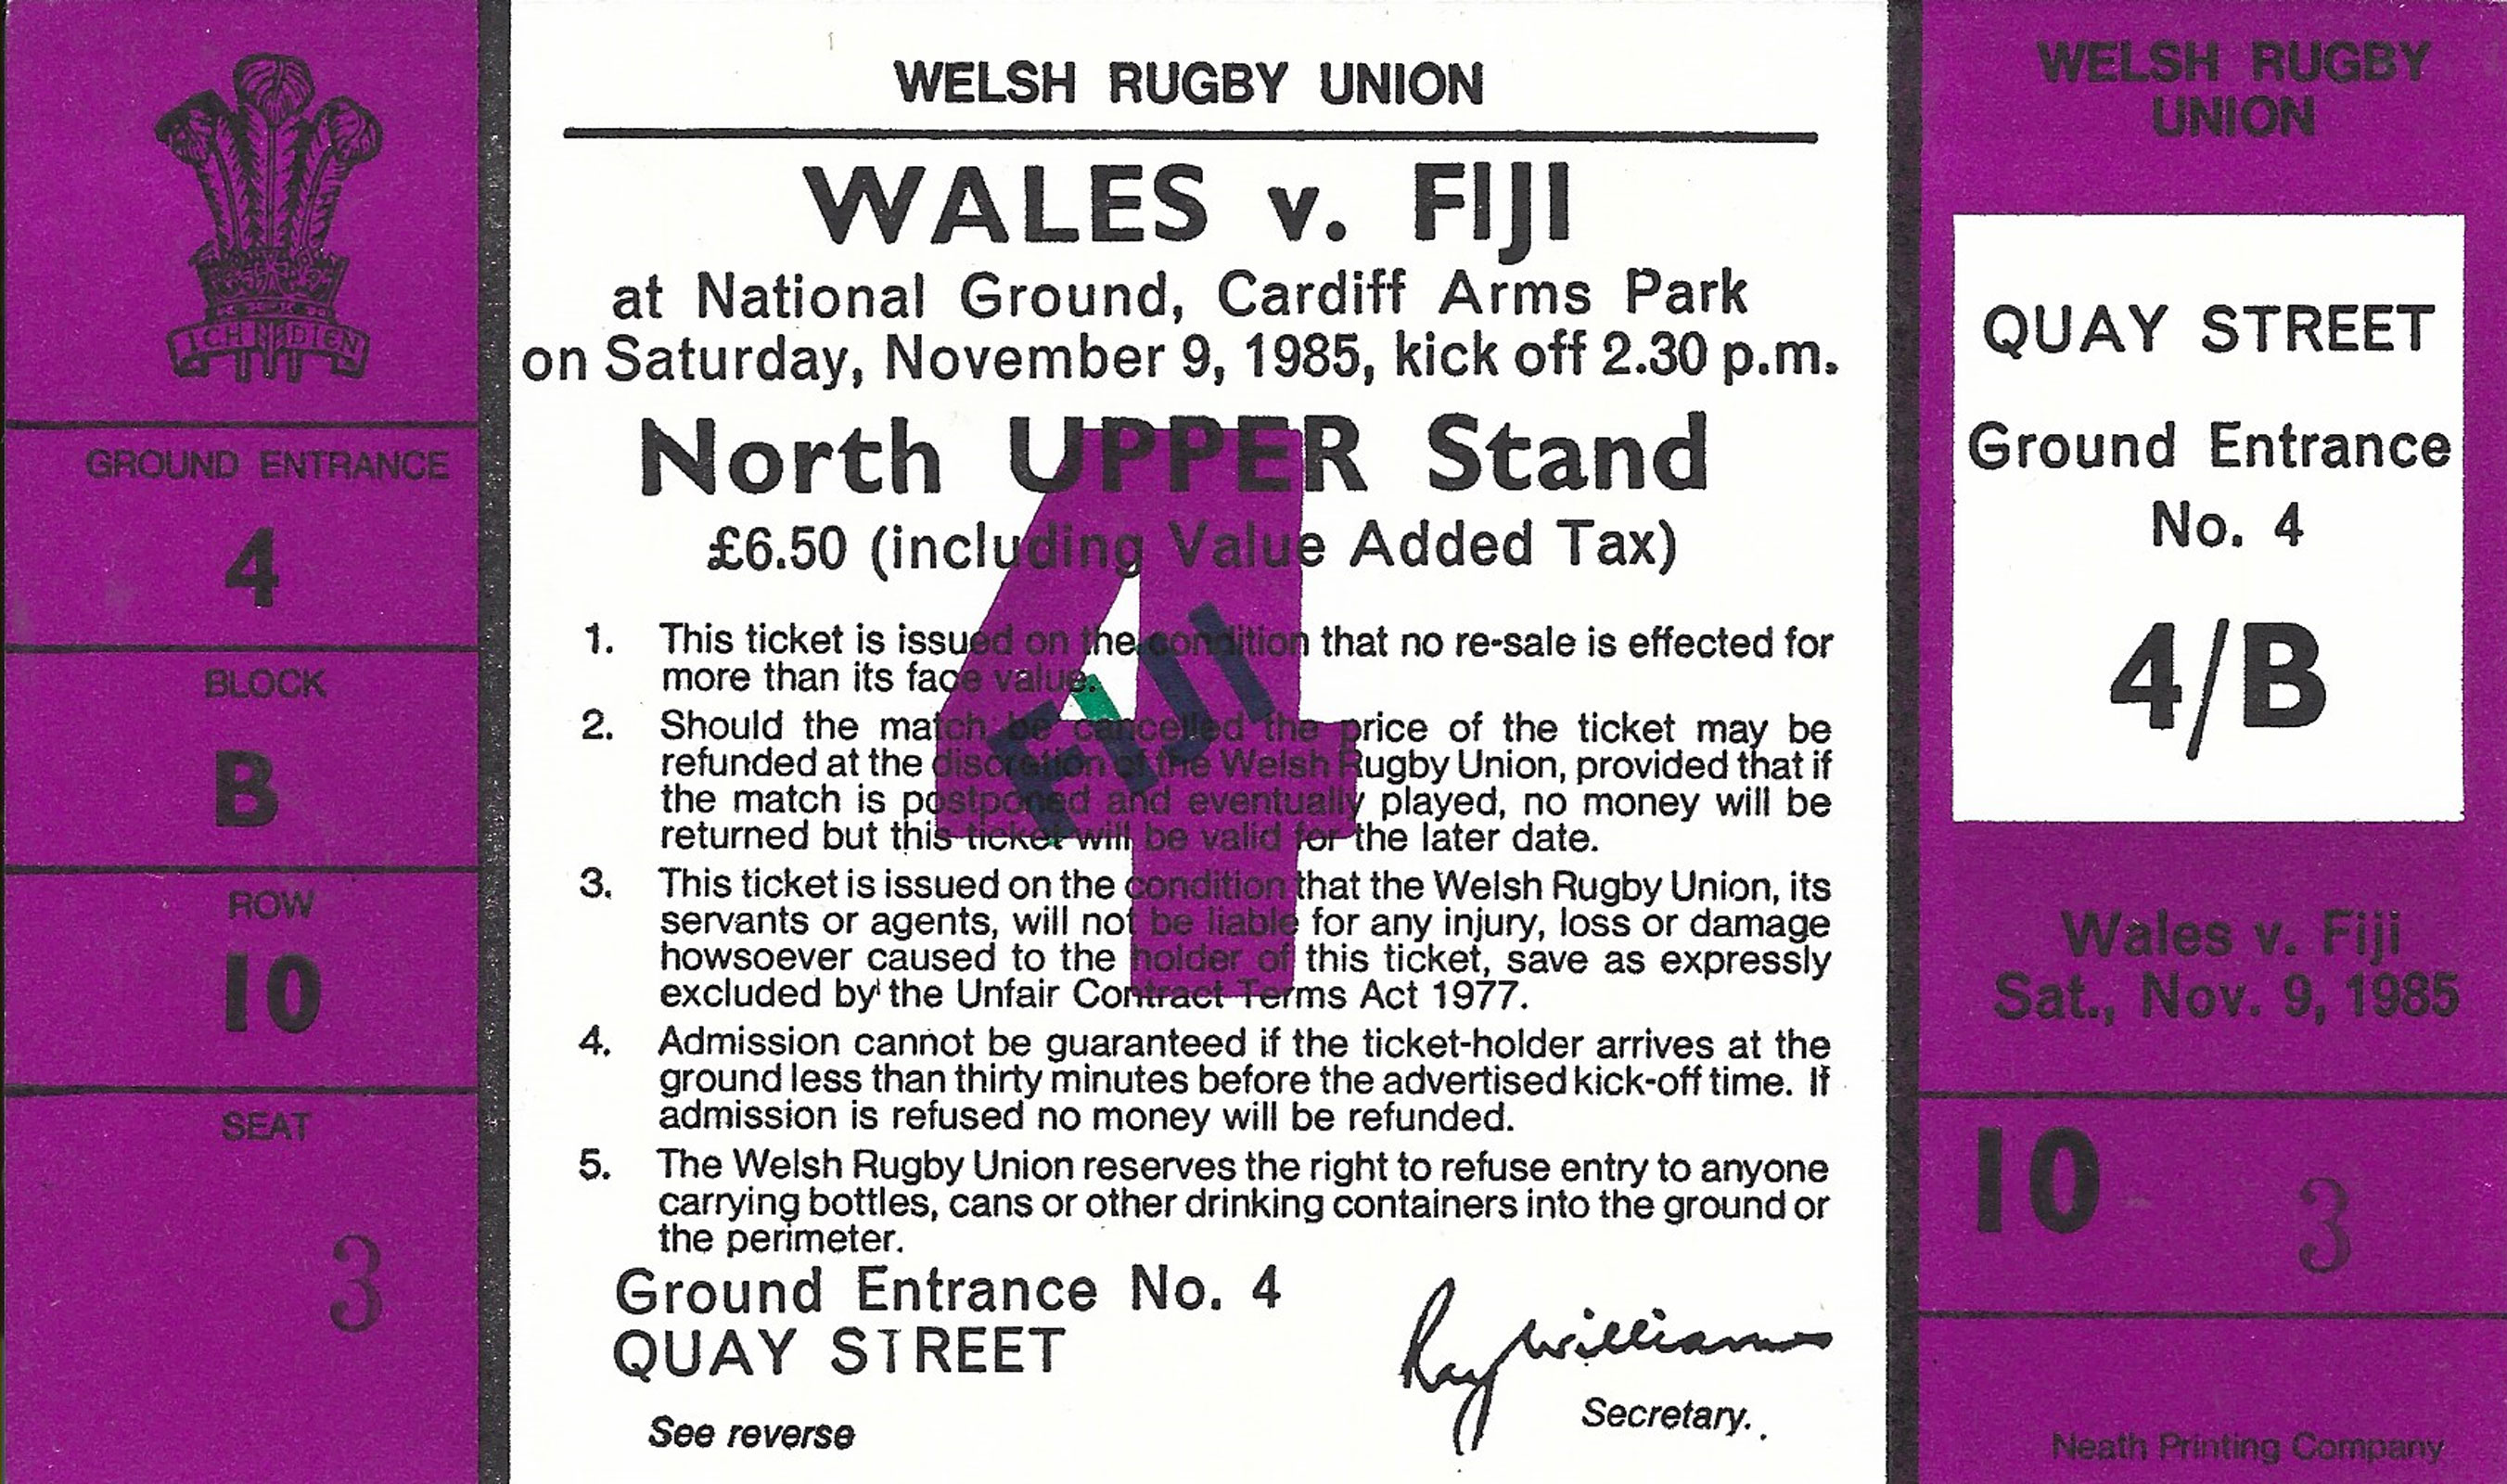 ICH DIEN
GROUND ENTRANCE
4
BLOCK
B
ROW
10
SEAT
3
WELSH RUGBY UNION
WALES v. FIJI
at National Ground, Cardiff Arms Park
on Saturday, November 9, 1985, kick off 2.30 p.m.
North UPPER Stand
£6.50 (including Value Added Tax)
4
FIJI
1. This ticket is issued on the condition that no re-sale is effected for
more than its face value.
2. Should the match be cancelled the price of the ticket may be
refunded at the discretion of the Welsh Rugby Union, provided that if
the match is postponed and eventually played, no money will be
returned but this ticket will be valid for the later date.
3. This ticket is issued on the condition that the Welsh Rugby Union, its
servants or agents, will not be liable for any injury, loss or damage
howsoever caused to the holder of this ticket, save as expressly
excluded by the Unfair Contract Terms Act 1977.
4. Admission cannot be guaranteed if the ticket-holder arrives at the
ground less than thirty minutes before the advertised kick-off time. If
admission is refused no money will be refunded.
5. The Welsh Rugby Union reserves the right to refuse entry to anyone
carrying bottles, cans or other drinking containers into the ground or
the perimeter.
Ground Entrance No. 4
QUAY STREET
Ray Williams
Secretary.
See reverse
WELSH RUGBY
UNION
QUAY STREET
Ground Entrance
No. 4
4/B
Wales v. Fiji
Sat., Nov. 9, 1985
10 3
Neath Printing Company